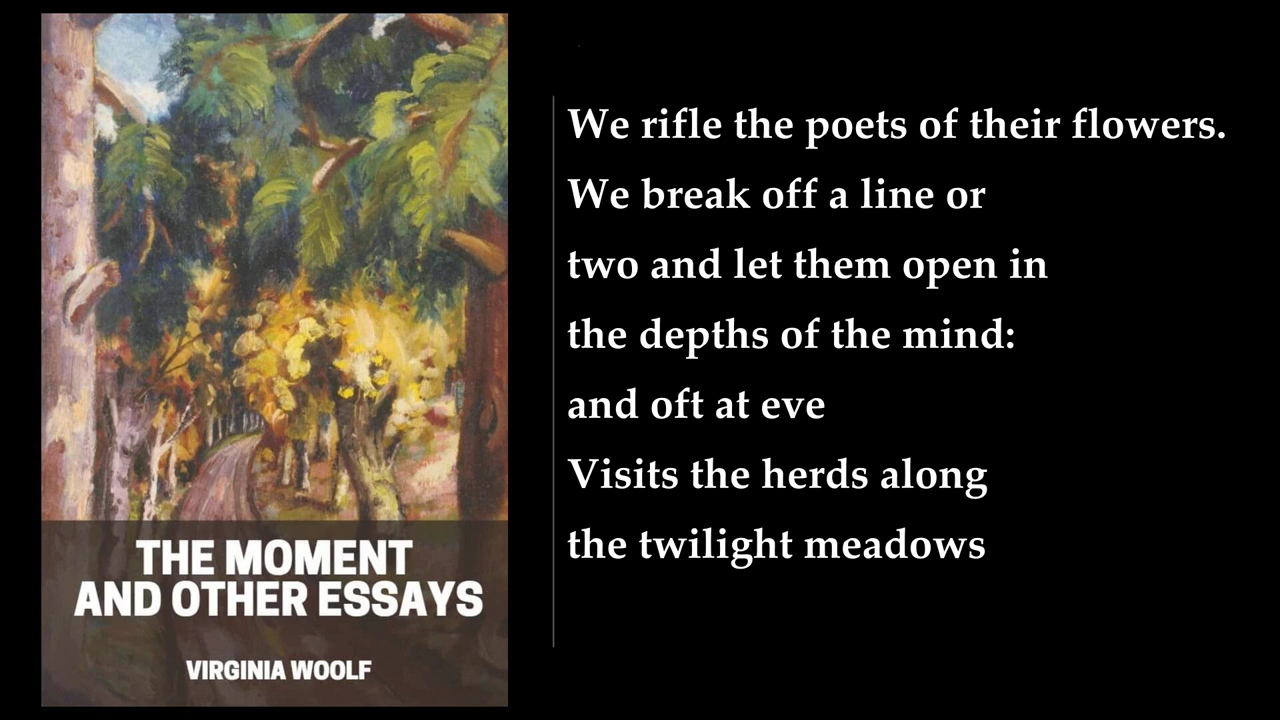 THE MOMENT
AND OTHER ESSAYS
VIRGINIA WOOLF
We rifle the poets of their flowers.
We break off a line or
two and let them open in
the depths of the mind:
and oft at eve
Visits the herds along
the twilight meadows